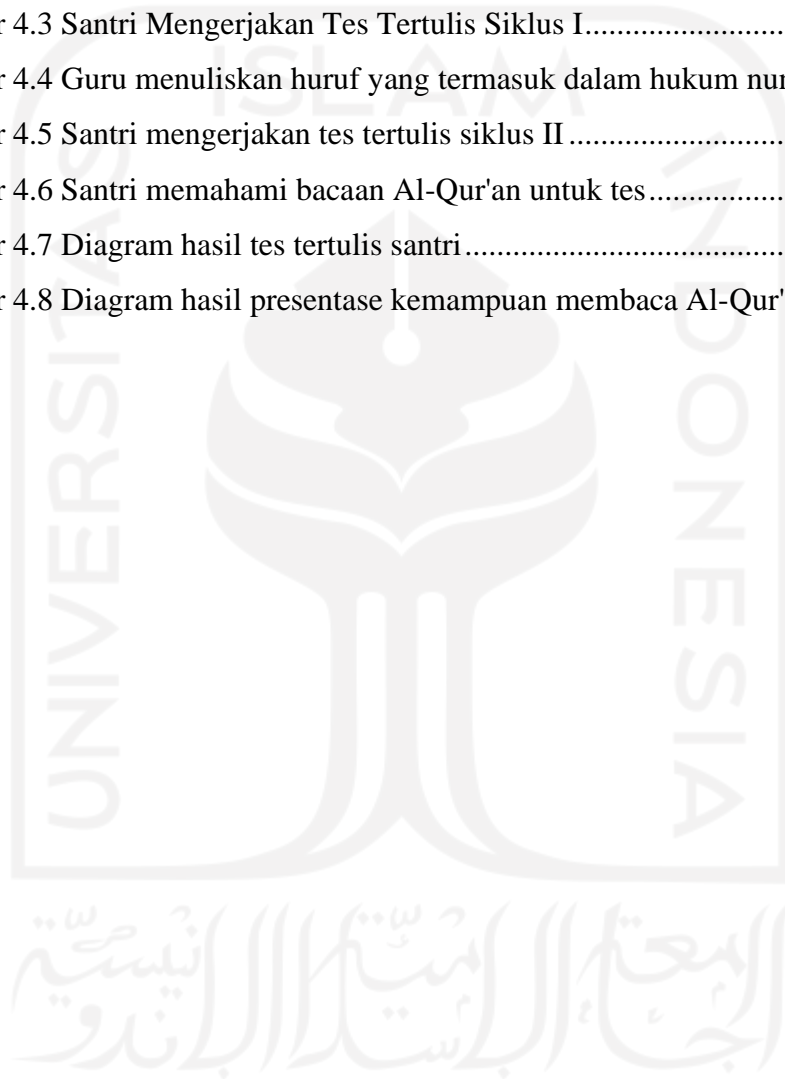 r 4.3 Santri Mengerjakan Tes Tertulis Siklus I........................
r 4.4 Guru menuliskan huruf yang termasuk dalam hukum nun
r 4.5 Santri mengerjakan tes tertulis siklus II ................
r 4.6 Santri memahami bacaan Al-Qur'an untuk tes.................
r 4.7 Diagram hasil tes tertulis santri.....................................
r 4.8 Diagram hasil presentase kemampuan membaca Al-Qur'
ISLAM
UNIVERSITAS
INDONESIA